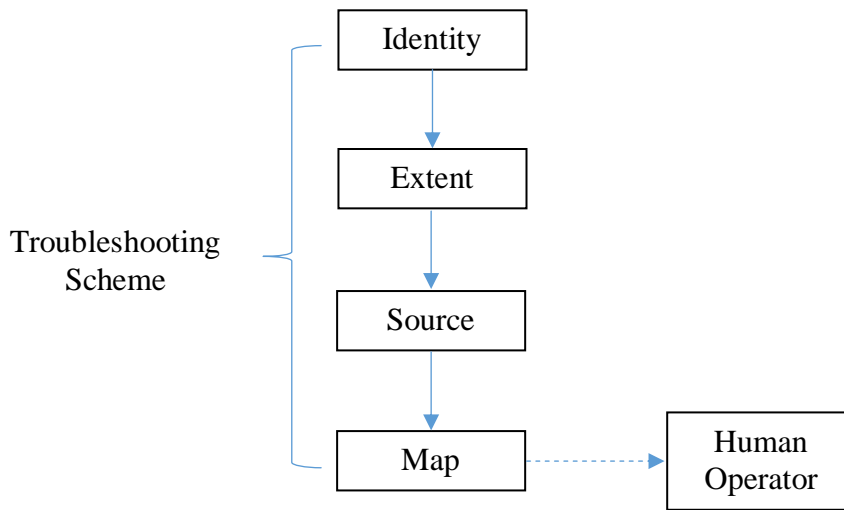 Identity
Extent
Troubleshooting
Scheme
Source
Map
Human
Operator